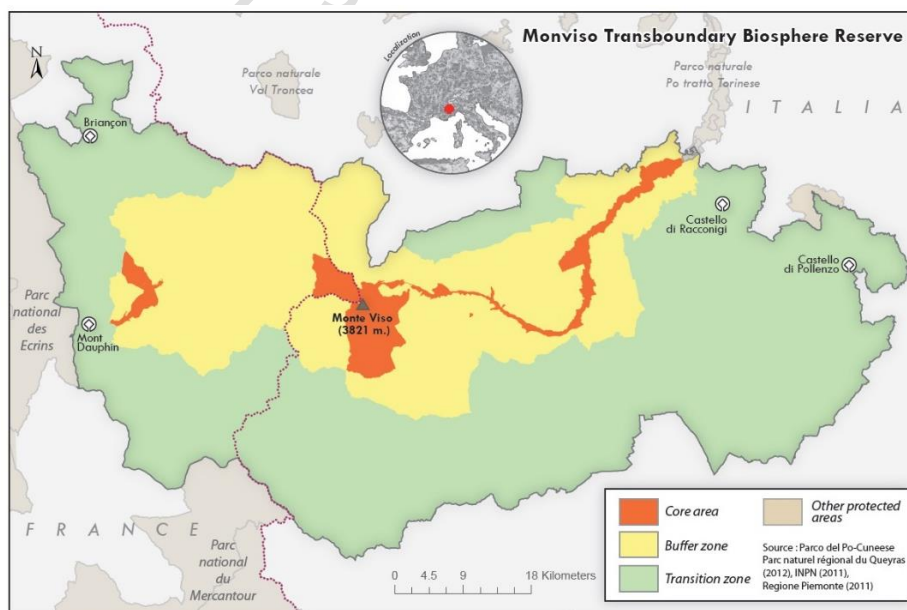 Monviso Transboundary Biosphere Reserve
N
Localization
Parco naturale
Val Troncea
Parco naturale
Po tratto Torinese
I T A L I A
Briançon
Castello
di Racconigi
Castello
di Pollenzo
Parc
national
des
Ecrins
Mont
Dauphin
Monte Viso
(3821 m.)
F R A N C E
Parc
national
du
Mercantour
0 4.5 9 18 Kilometers
Core area
Buffer zone
Transition zone
Other protected
areas
Source : Parco del Po-Cuneese
Parc naturel régional du Queyras
(2012), INPN (2011),
Regione Piemonte (2011)